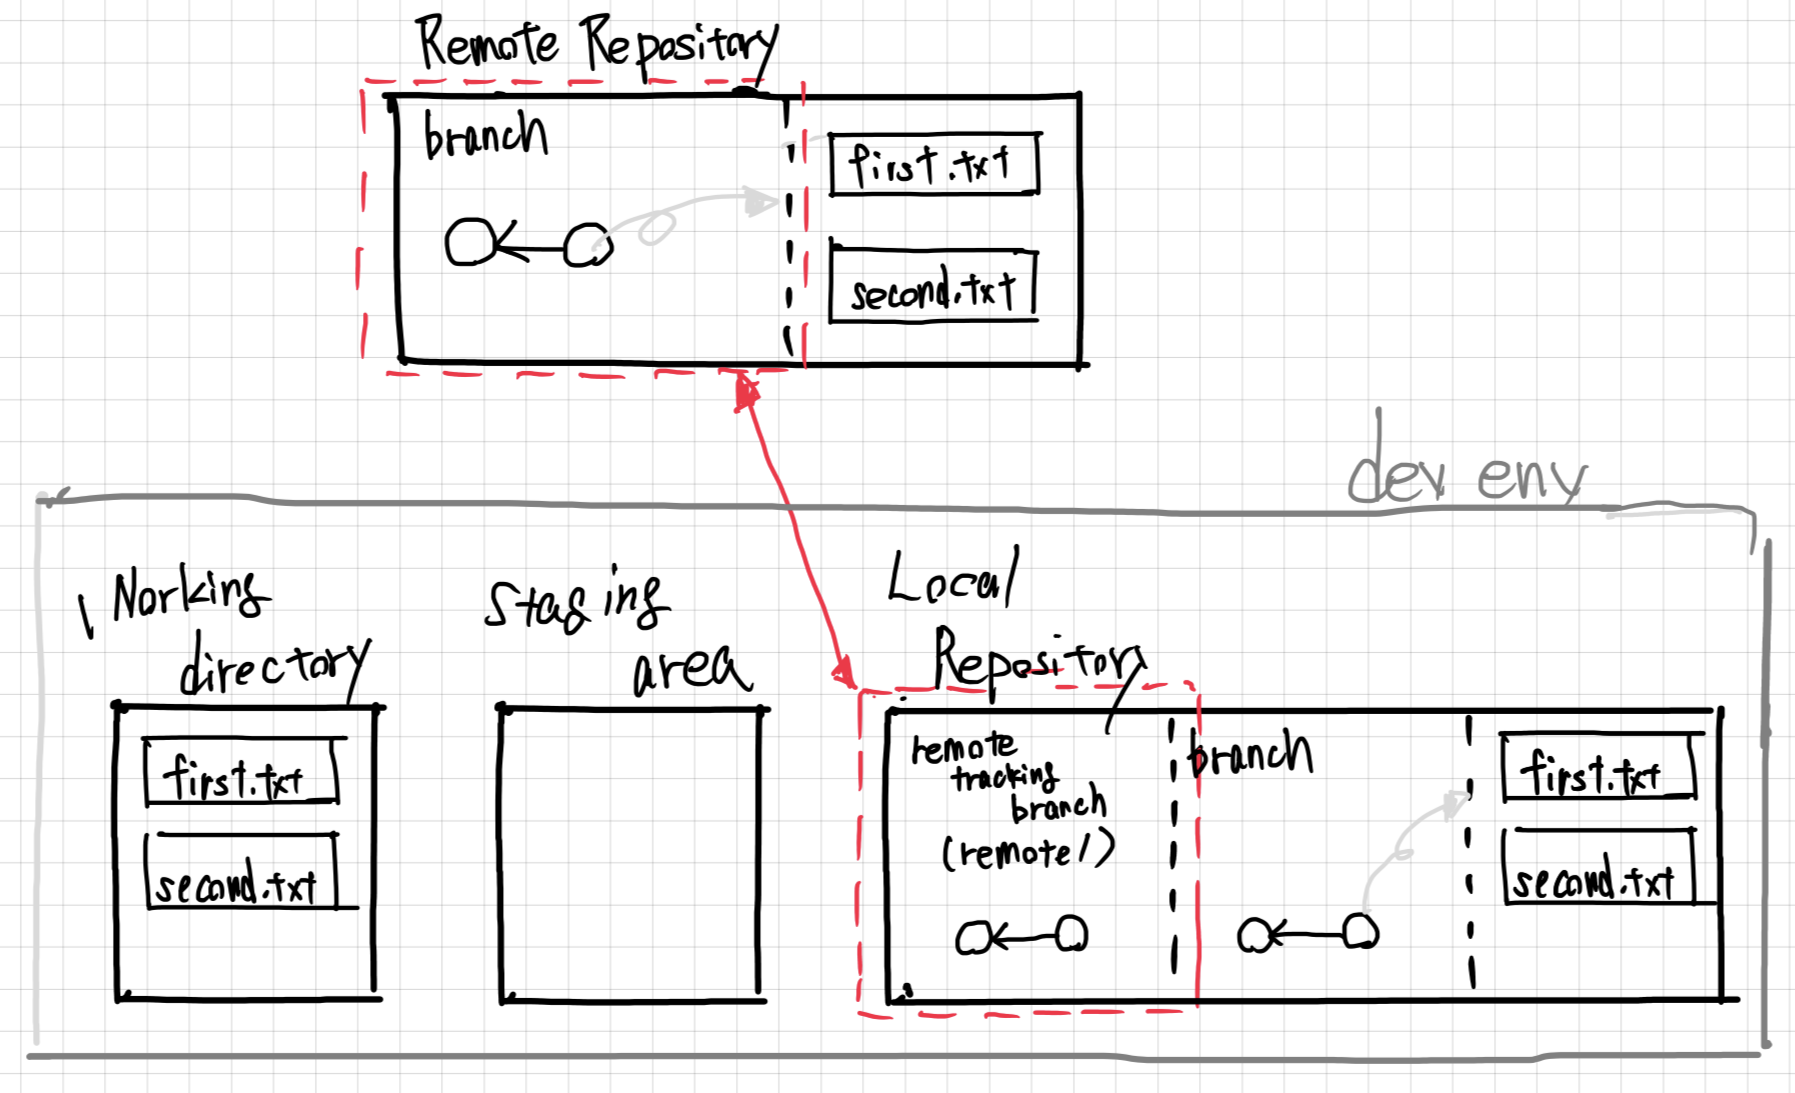 Remote Repository
branch
first.txt
second.txt
dev env
Working
directory
first.txt
second.txt
Staging
area
Local
Repository
remote
tracking
branch
(remote/)
branch
first.txt
second.txt